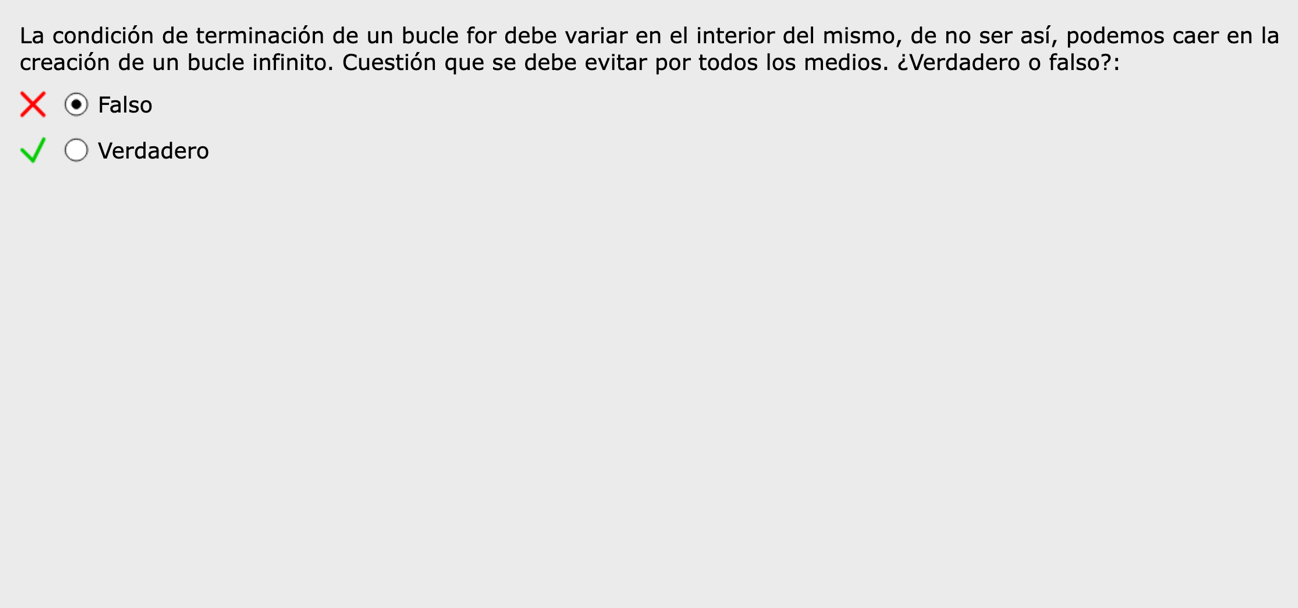 La condición de terminación de un bucle for debe variar en el interior del mismo, de no ser así, podemos caer en la
creación de un bucle infinito. Cuestión que se debe evitar por todos los medios. ¿Verdadero o falso?:
Falso
Verdadero